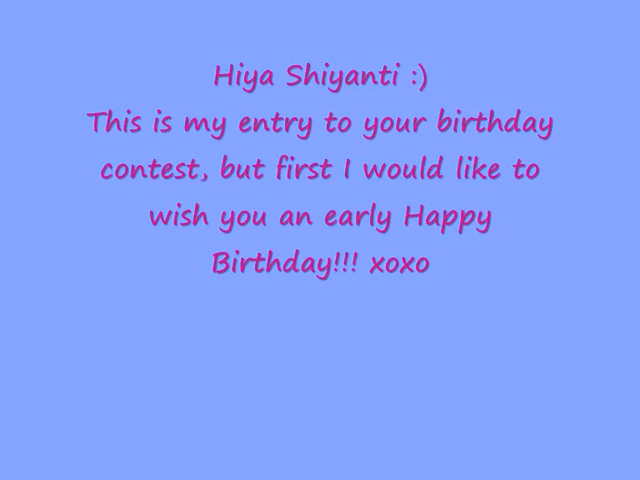 Hiya Shiyanti :)
This is my entry to your birthday
contest, but first I would like to
wish you an early Happy
Birthday!!! xoxo